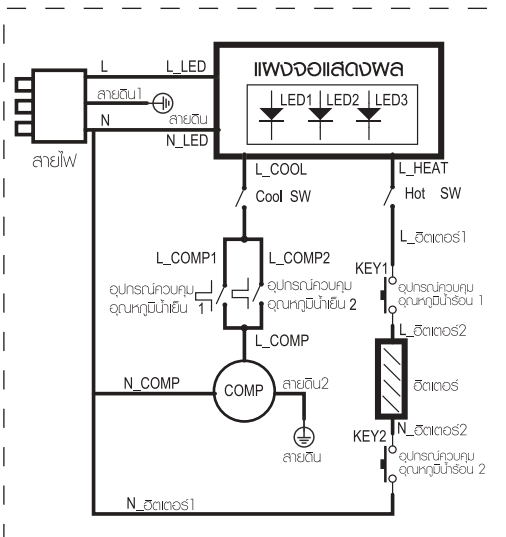 แผงจอแสดงผล
L
L_LED
LED1
LED2
LED3
สายดิน1
สายดิน
N
N_LED
สายไฟ
L_COOL
L_HEAT
Cool SW
Hot SW
L_ฮีตเตอร์1
L_COMP1
L_COMP2
KEY1
อุปกรณ์ควบคุม
อุณหภูมิน้ำเย็น 1
อุปกรณ์ควบคุม
อุณหภูมิน้ำเย็น 2
อุปกรณ์ควบคุม
อุณหภูมิน้ำร้อน 1
L_COMP
L_ฮีตเตอร์2
N_COMP
COMP
สายดิน2
ฮีตเตอร์
N_ฮีตเตอร์2
KEY2
สายดิน
อุปกรณ์ควบคุม
อุณหภูมิน้ำร้อน 2
N_ฮีตเตอร์1